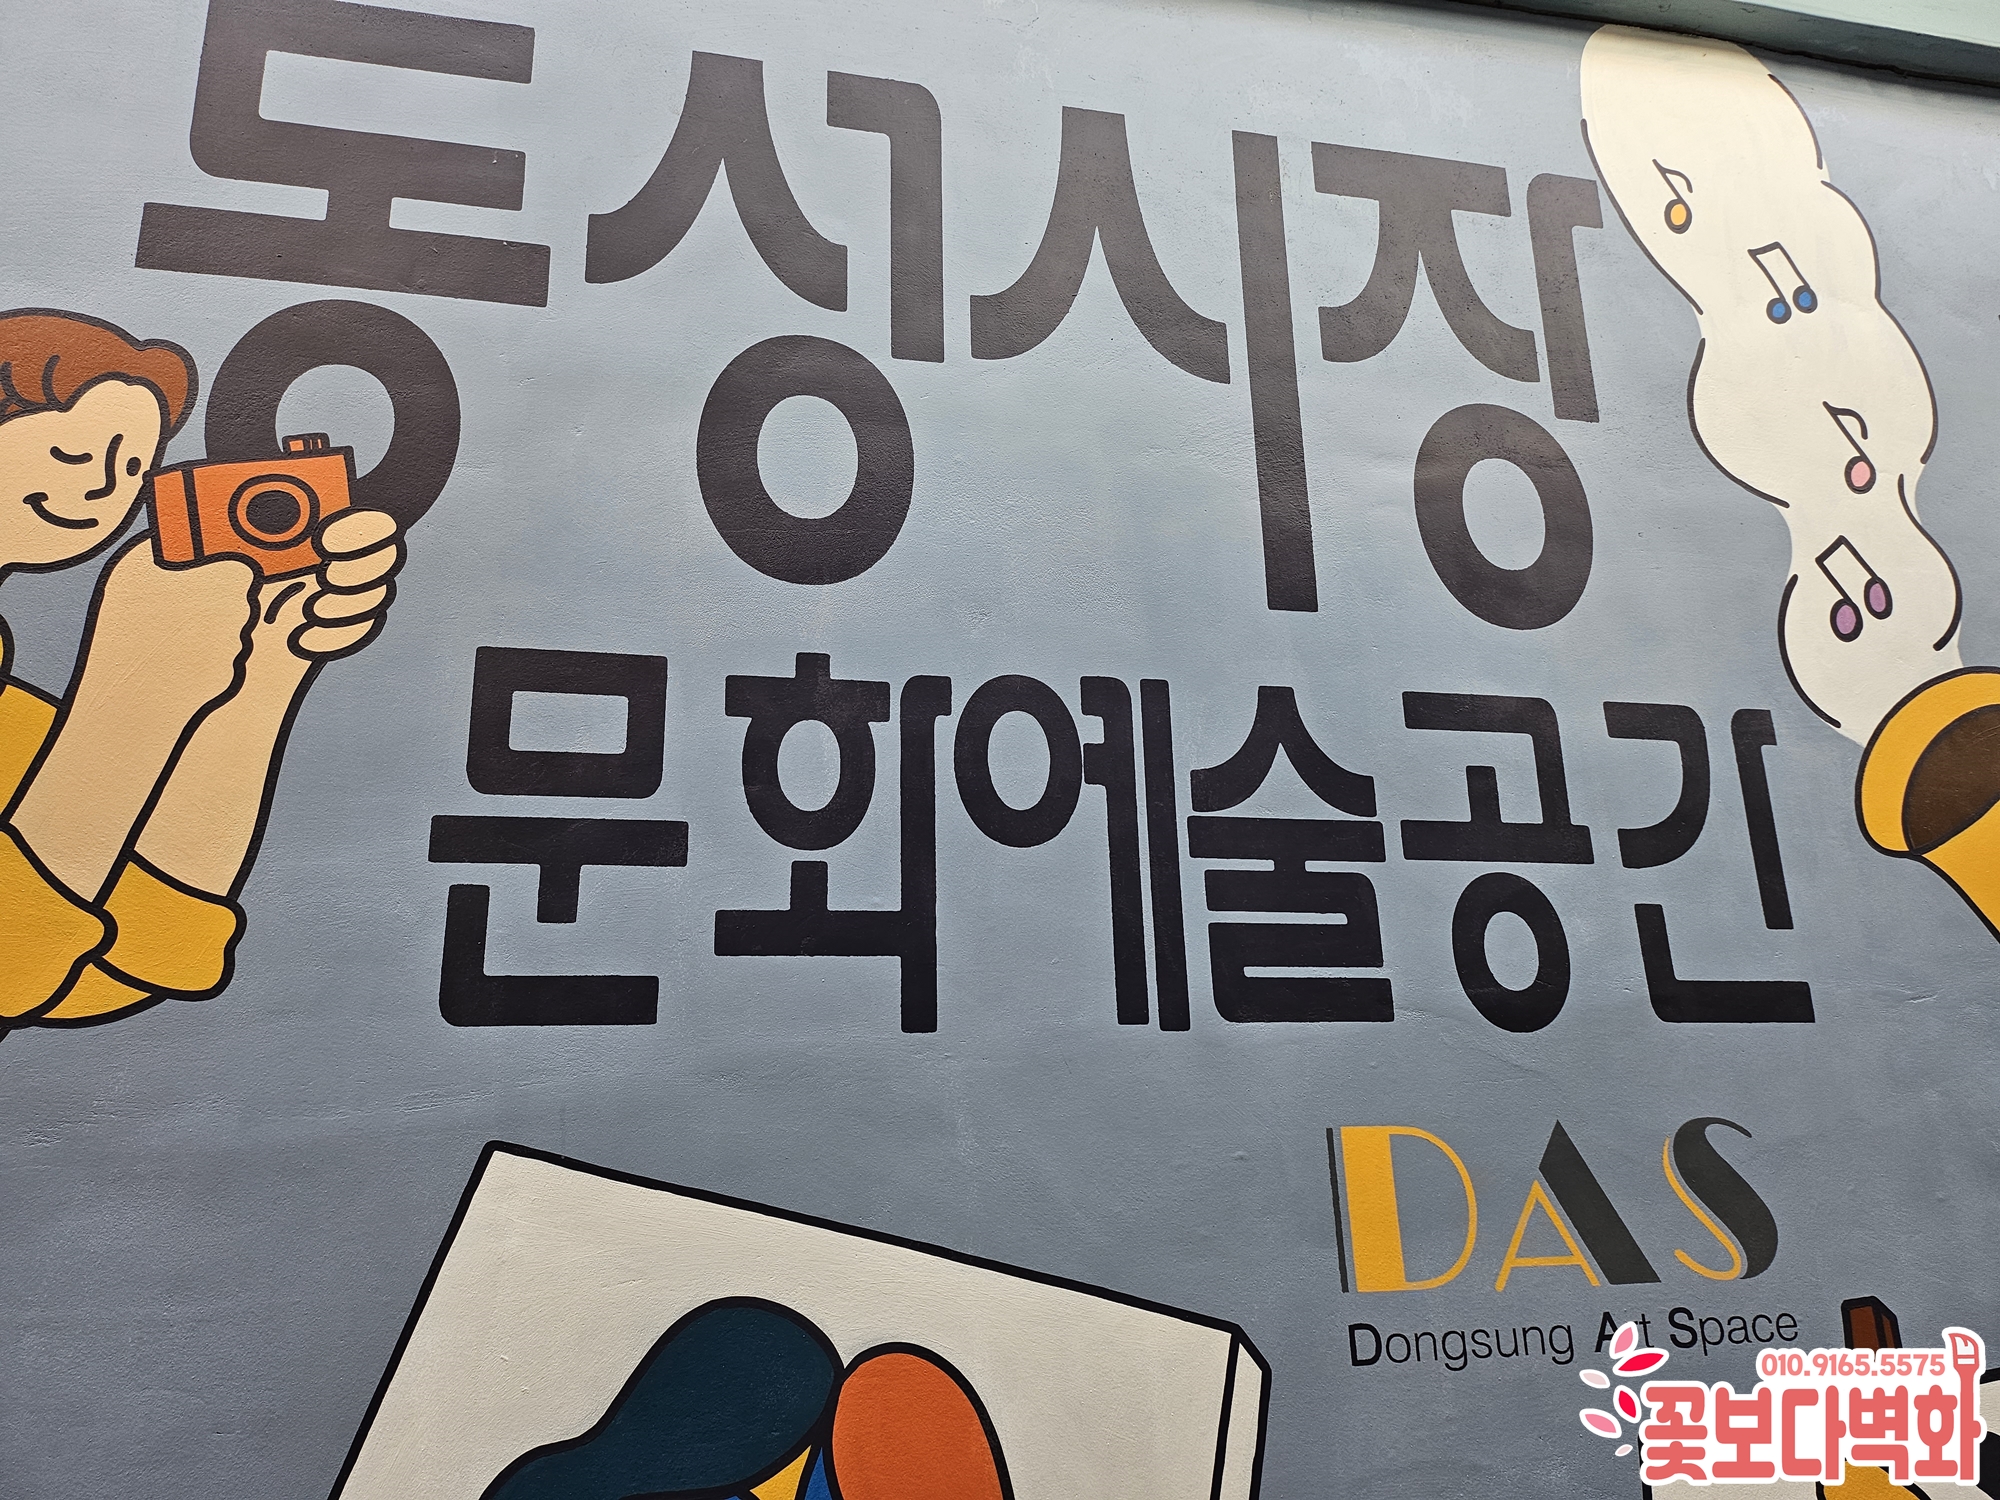 동성시장
문화예술공간
DAS
Dongsung Art Space
010.9165.5575
꽃보다벽화